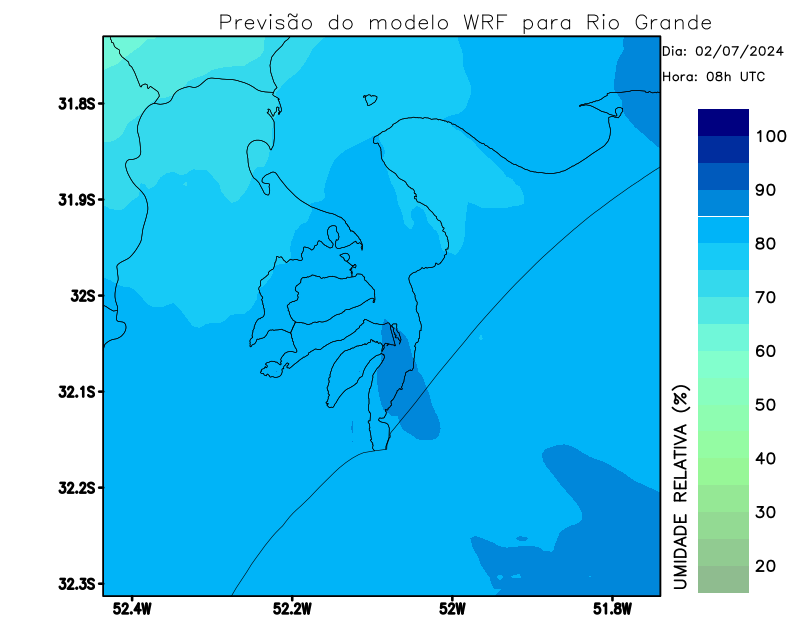 Previsão do modelo WRF para Rio Grande
Dia: 02/07/2024
Hora: 08h UTC
31.8S
31.9S
32S
32.1S
32.2S
32.3S
52.4W
52.2W
52W
51.8W
100
90
80
70
60
50
40
30
20
UMIDADE RELATIVA (%)